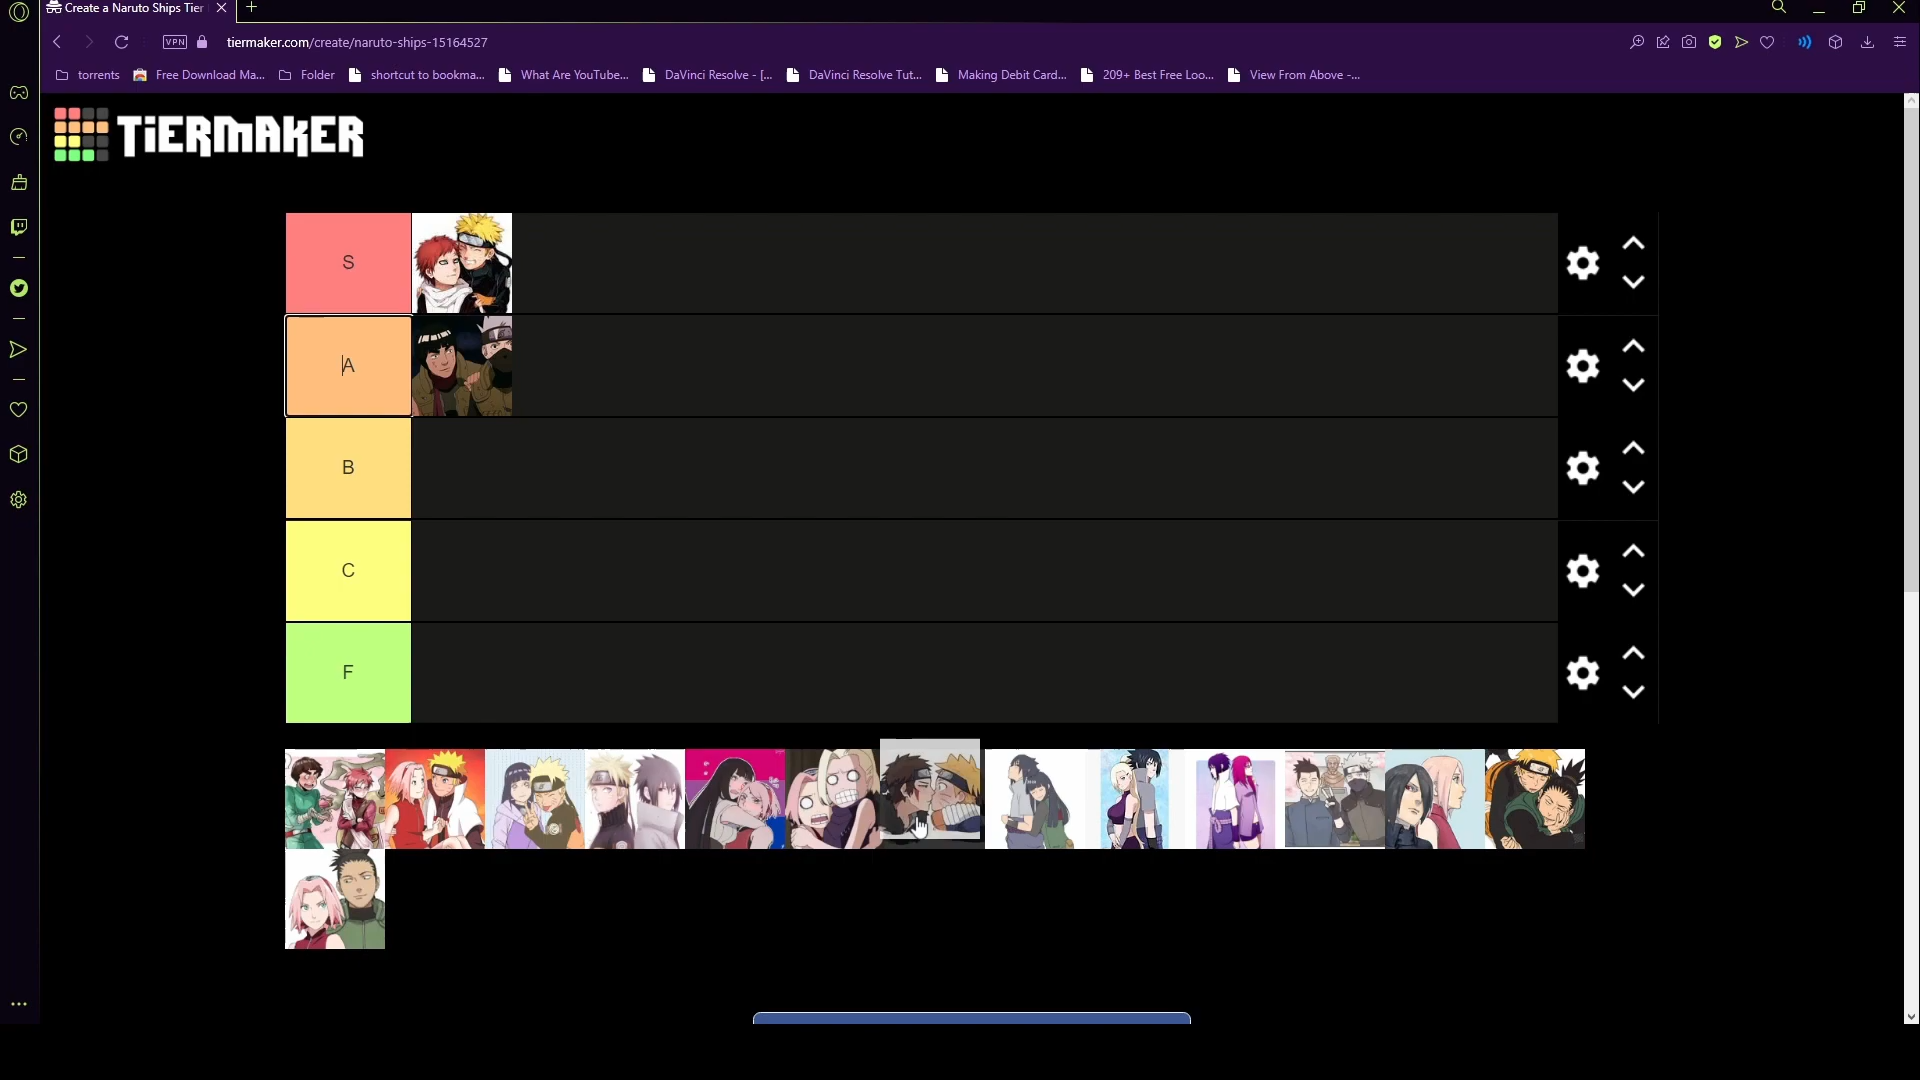 Create a Naruto Ships Tier
VPN
tiermaker.com/create/naruto-ships-15164527
torrents
Free Download Ma...
Folder
shortcut to bookma...
What Are YouTube...
DaVinci Resolve - [...
DaVinci Resolve Tut...
Making Debit Card...
209+ Best Free Loo...
View From Above -...
TiERMAKER
S
A
B
C
F